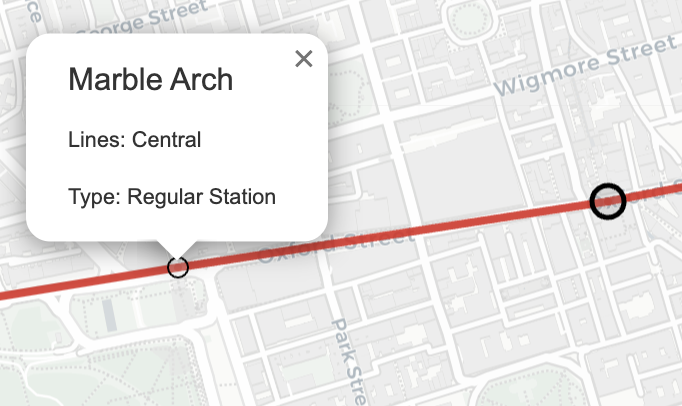 George Street
Wigmore Street
×
Marble Arch
Lines: Central
Type: Regular Station
Oxford Street
Park Stre